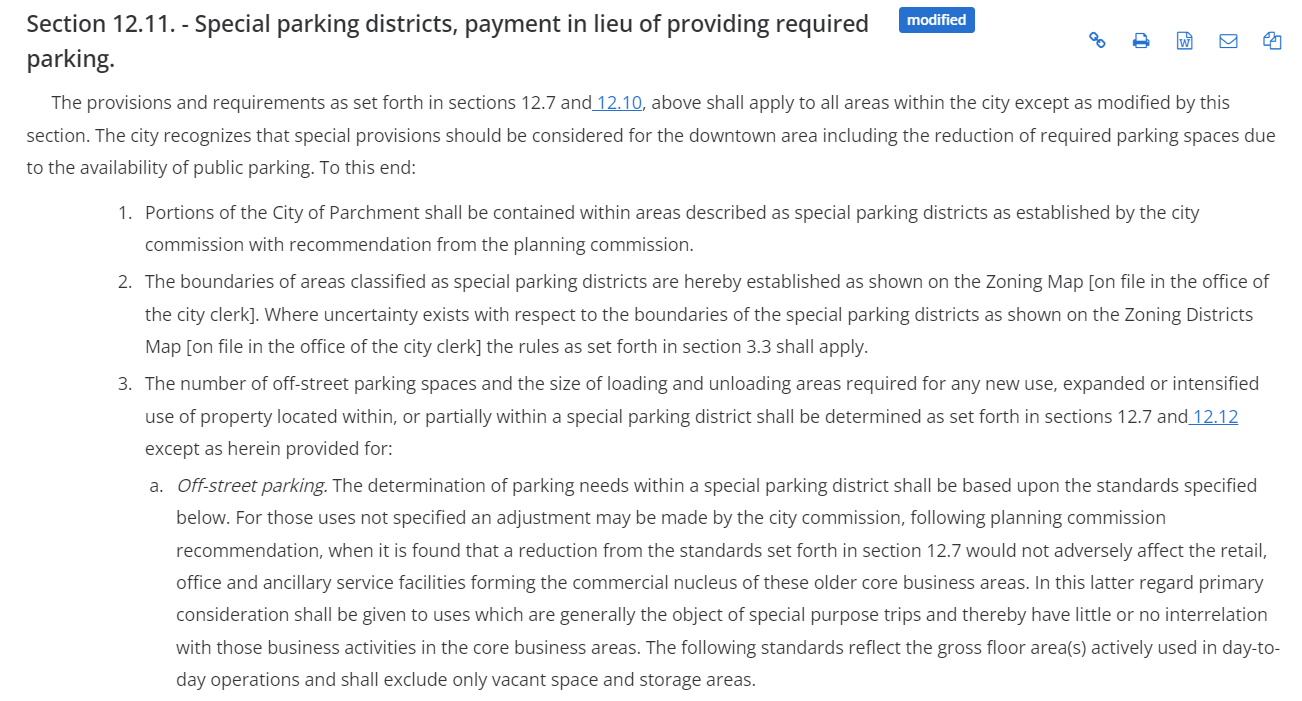 Section 12.11. - Special parking districts, payment in lieu of providing required modified
parking.
The provisions and requirements as set forth in sections 12.7 and 12.10, above shall apply to all areas within the city except as modified by this
section. The city recognizes that special provisions should be considered for the downtown area including the reduction of required parking spaces due
to the availability of public parking. To this end:
1. Portions of the City of Parchment shall be contained within areas described as special parking districts as established by the city
commission with recommendation from the planning commission.
2. The boundaries of areas classified as special parking districts are hereby established as shown on the Zoning Map [on file in the office of
the city clerk]. Where uncertainty exists with respect to the boundaries of the special parking districts as shown on the Zoning Districts
Map [on file in the office of the city clerk] the rules as set forth in section 3.3 shall apply.
3. The number of off-street parking spaces and the size of loading and unloading areas required for any new use, expanded or intensified
use of property located within, or partially within a special parking district shall be determined as set forth in sections 12.7 and 12.12
except as herein provided for:
a. Off-street parking. The determination of parking needs within a special parking district shall be based upon the standards specified
below. For those uses not specified an adjustment may be made by the city commission, following planning commission
recommendation, when it is found that a reduction from the standards set forth in section 12.7 would not adversely affect the retail,
office and ancillary service facilities forming the commercial nucleus of these older core business areas. In this latter regard primary
consideration shall be given to uses which are generally the object of special purpose trips and thereby have little or no interrelation
with those business activities in the core business areas. The following standards reflect the gross floor area(s) actively used in day-to-
day operations and shall exclude only vacant space and storage areas.